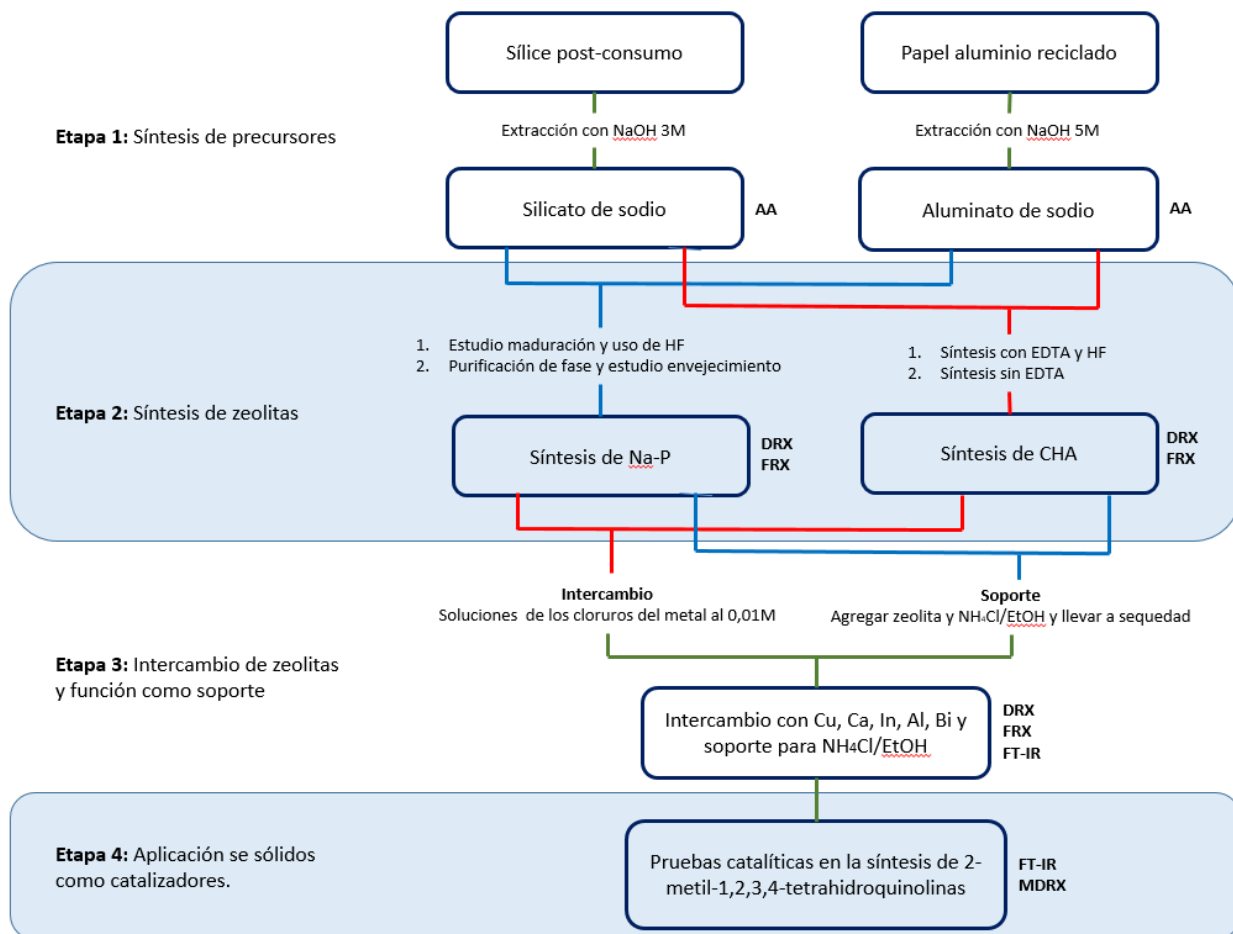 Sílice post-consumo
Papel aluminio reciclado
Etapa 1: Síntesis de precursores
Extracción con NaOH 3M
Extracción con NaOH 5M
Silicato de sodio
AA
Aluminato de sodio
AA
1. Estudio maduración y uso de HF
2. Purificación de fase y estudio envejecimiento
1. Síntesis con EDTA y HF
2. Síntesis sin EDTA
Etapa 2: Síntesis de zeolitas
Síntesis de Na-P
DRX
FRX
Síntesis de CHA
DRX
FRX
Intercambio
Soluciones de los cloruros del metal al 0,01M
Soporte
Agregar zeolita y NH₄Cl/EtOH y llevar a sequedad
Etapa 3: Intercambio de zeolitas
y función como soporte
Intercambio con Cu, Ca, In, Al, Bi y
soporte para NH4Cl/EtOH
DRX
FRX
FT-IR
Etapa 4: Aplicación se sólidos
como catalizadores.
Pruebas catalíticas en la síntesis de 2-
metil-1,2,3,4-tetrahidroquinolinas
FT-IR
MDRX